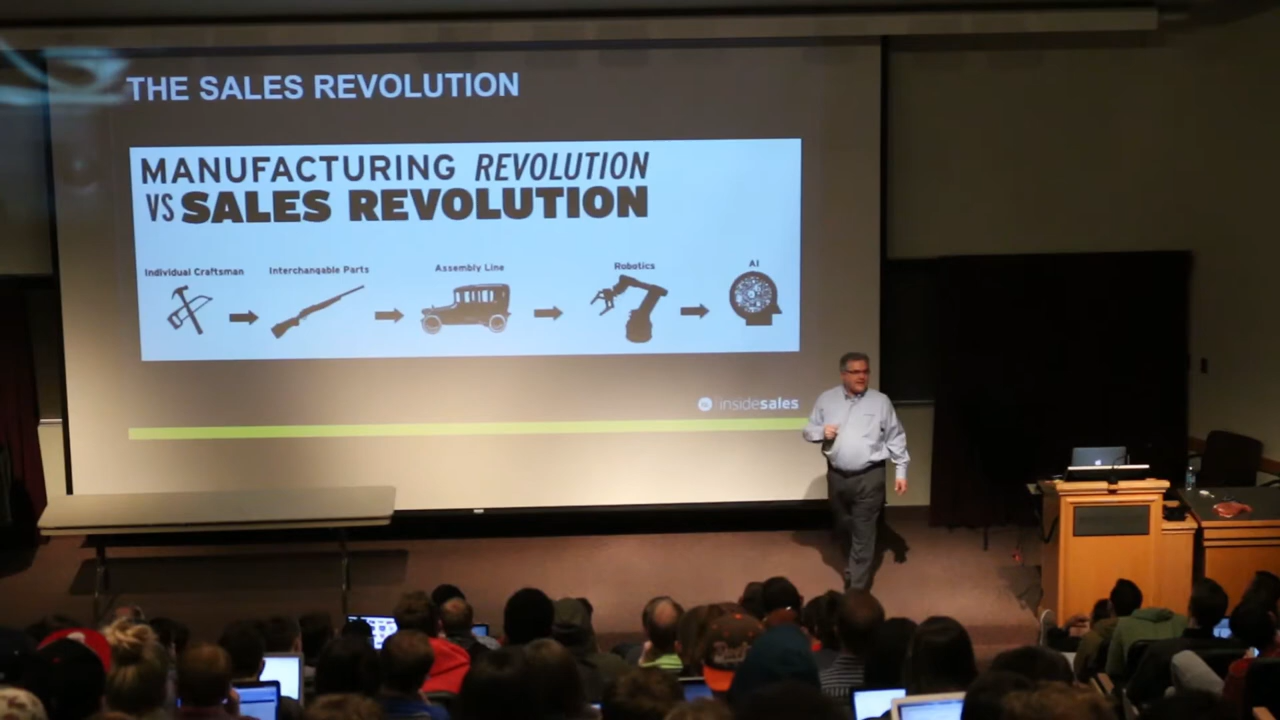 THE SALES REVOLUTION
MANUFACTURING REVOLUTION
VS SALES REVOLUTION
Individual Craftsman
Interchangable Parts
Assembly Line
Robotics
AI
insidesales